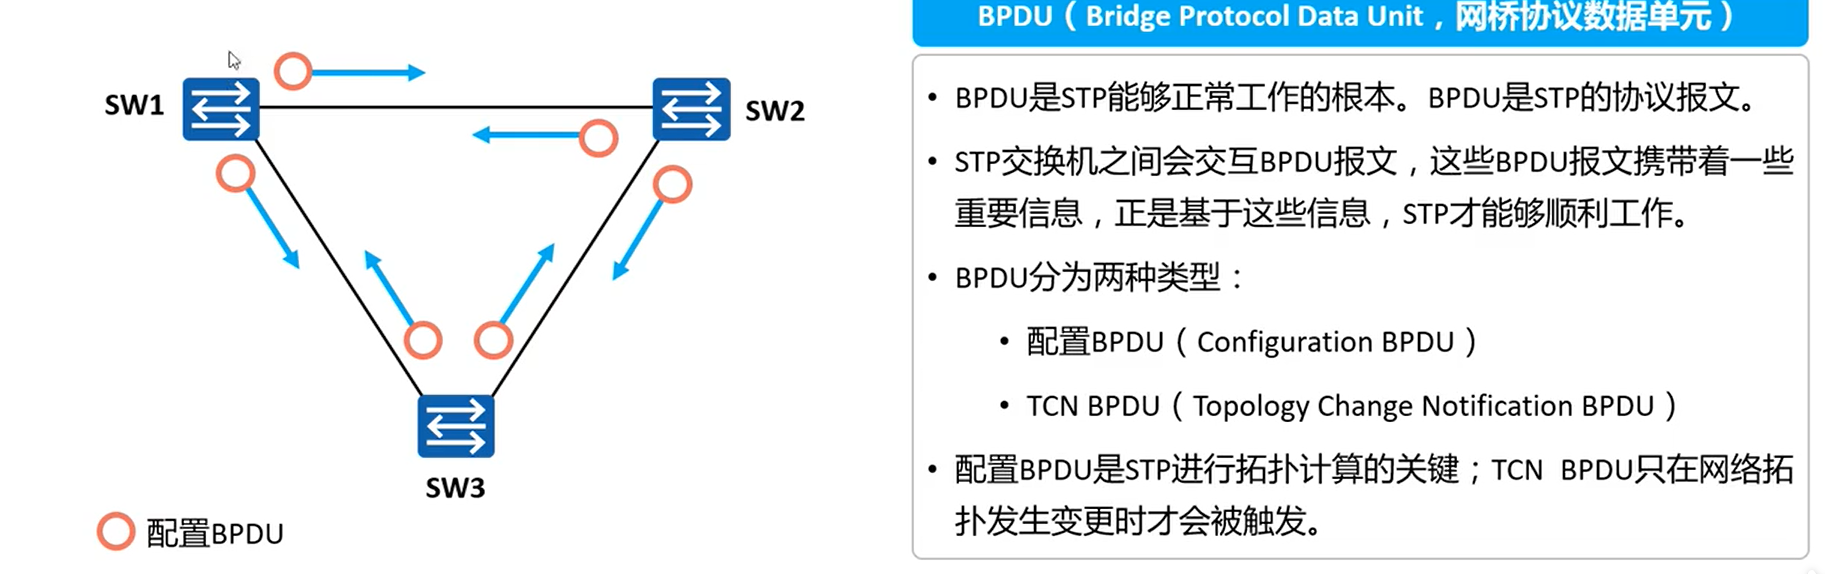 SW1
SW2
SW3
配置BPDU
BPDU（Bridge Protocol Data Unit，网桥协议数据单元）
• BPDU是STP能够正常工作的根本。BPDU是STP的协议报文。
• STP交换机之间会交互BPDU报文，这些BPDU报文携带着一些
重要信息，正是基于这些信息，STP才能够顺利工作。
• BPDU分为两种类型：
• 配置BPDU（Configuration BPDU）
• TCN BPDU（Topology Change Notification BPDU）
• 配置BPDU是STP进行拓扑计算的关键；TCN BPDU只在网络拓
扑发生变更时才会被触发。